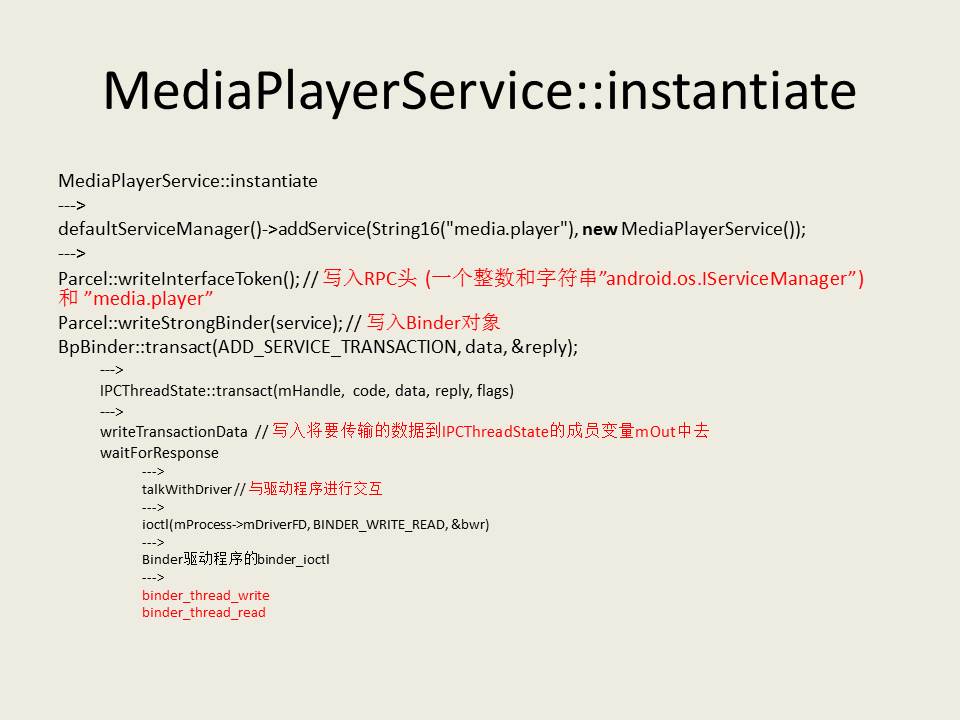 MediaPlayerService::instantiate
MediaPlayerService::instantiate
--->
defaultServiceManager()->addService(String16("media.player"), new MediaPlayerService());
--->
Parcel::writeInterfaceToken(); // 写入RPC头 (一个整数和字符串”android.os.IServiceManager”)
和 ”media.player”
Parcel::writeStrongBinder(service); // 写入Binder对象
BpBinder::transact(ADD_SERVICE_TRANSACTION, data, &reply);
--->
IPCThreadState::transact(mHandle, code, data, reply, flags)
--->
writeTransactionData // 写入将要传输的数据到IPCThreadState的成员变量mOut中去
waitForResponse
--->
talkWithDriver // 与驱动程序进行交互
--->
ioctl(mProcess->mDriverFD, BINDER_WRITE_READ, &bwr)
--->
Binder驱动程序的binder_ioctl
--->
binder_thread_write
binder_thread_read